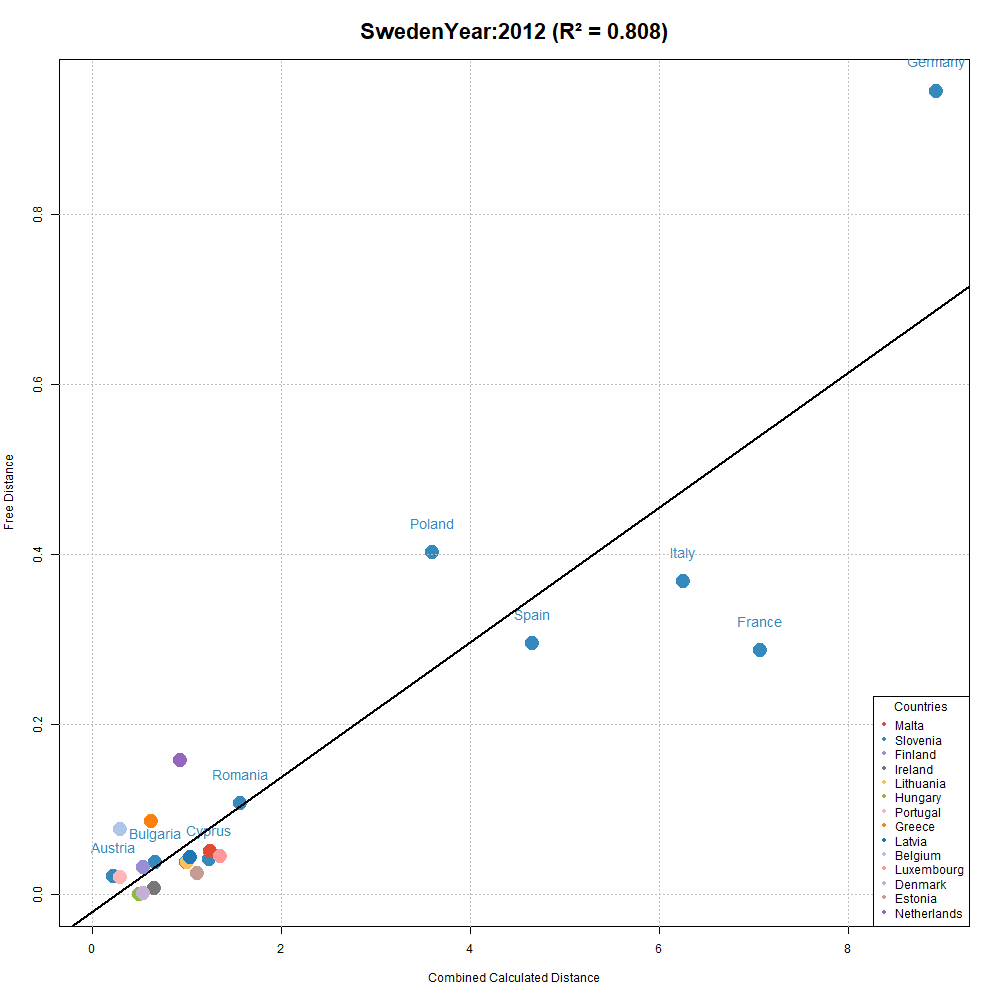 SwedenYear:2012 (R² = 0.808)
Germany
0.8
0.6
Free Distance
Poland
0.4
Italy
Spain
France
0.2
Romania
Bulgaria
Cyprus
Austria
0.0
Countries
Malta
Slovenia
Finland
Ireland
Lithuania
Hungary
Portugal
Greece
Latvia
Belgium
Luxembourg
Denmark
Estonia
Netherlands
0 2 4 6 8
Combined Calculated Distance